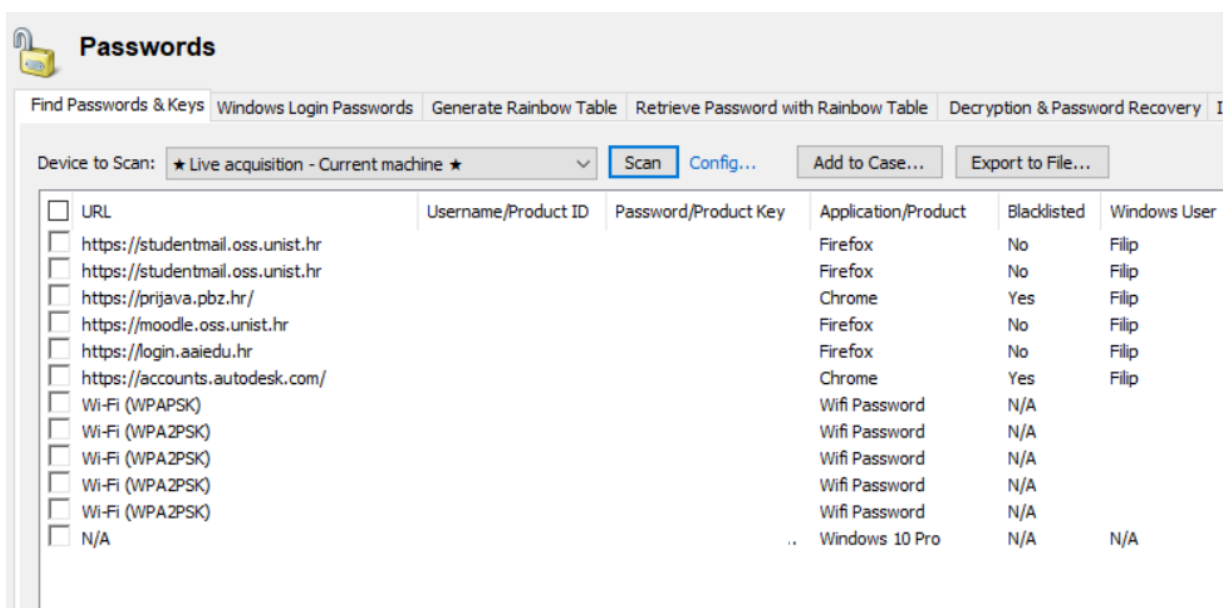 Passwords
Find Passwords & Keys Windows Login Passwords Generate Rainbow Table Retrieve Password with Rainbow Table Decryption & Password Recovery
Device to Scan: ★ Live acquisition - Current machine ★ Scan Config... Add to Case... Export to File...
URL Username/Product ID Password/Product Key Application/Product Blacklisted Windows User
https://studentmail.oss.unist.hr Firefox No Filip
https://studentmail.oss.unist.hr Firefox No Filip
https://prijava.pbz.hr/ Chrome Yes Filip
https://moodle.oss.unist.hr Firefox No Filip
https://login.aaiedu.hr Firefox No Filip
https://accounts.autodesk.com/ Chrome Yes Filip
Wi-Fi (WPAPSK) Wifi Password N/A
Wi-Fi (WPA2PSK) Wifi Password N/A
Wi-Fi (WPA2PSK) Wifi Password N/A
Wi-Fi (WPA2PSK) Wifi Password N/A
Wi-Fi (WPA2PSK) Wifi Password N/A
N/A .. Windows 10 Pro N/A N/A